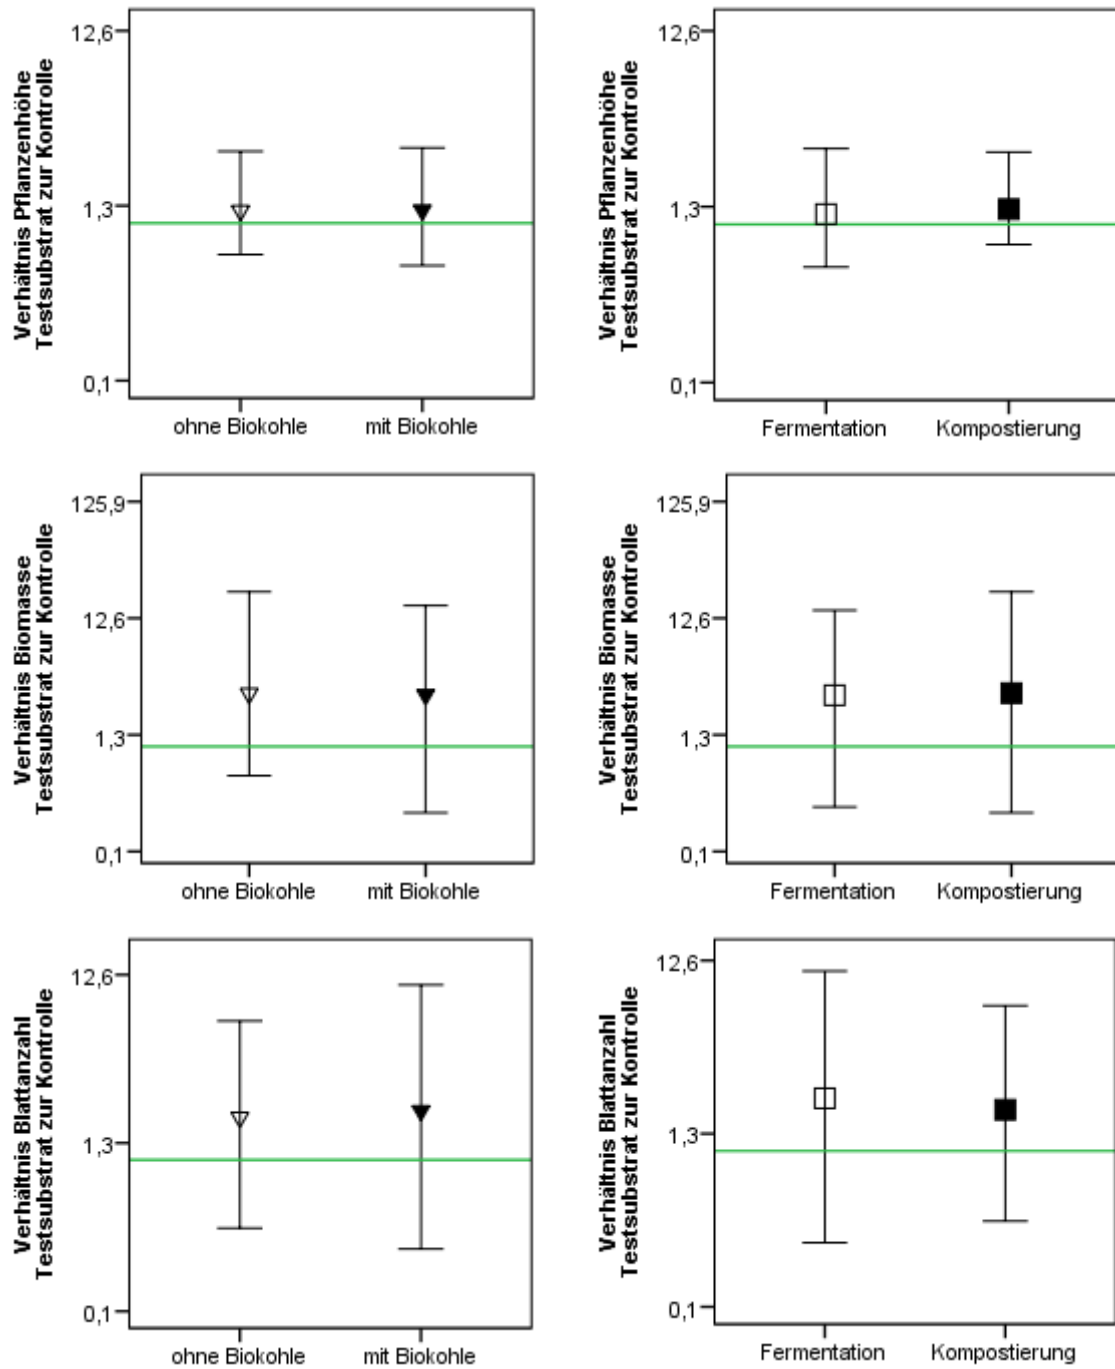 Verhältnis Pflanzenhöhe
Testsubstrat zur Kontrolle
12,6
1,3
0,1
ohne Biokohle
mit Biokohle
Verhältnis Pflanzenhöhe
Testsubstrat zur Kontrolle
12,6
1,3
0,1
Fermentation
Kompostierung
Verhältnis Biomasse
Testsubstrat zur Kontrolle
125,9
12,6
1,3
0,1
ohne Biokohle
mit Biokohle
Verhältnis Biomasse
Testsubstrat zur Kontrolle
125,9
12,6
1,3
0,1
Fermentation
Kompostierung
Verhältnis Blattanzahl
Testsubstrat zur Kontrolle
12,6
1,3
0,1
ohne Biokohle
mit Biokohle
Verhältnis Blattanzahl
Testsubstrat zur Kontrolle
12,6
1,3
0,1
Fermentation
Kompostierung